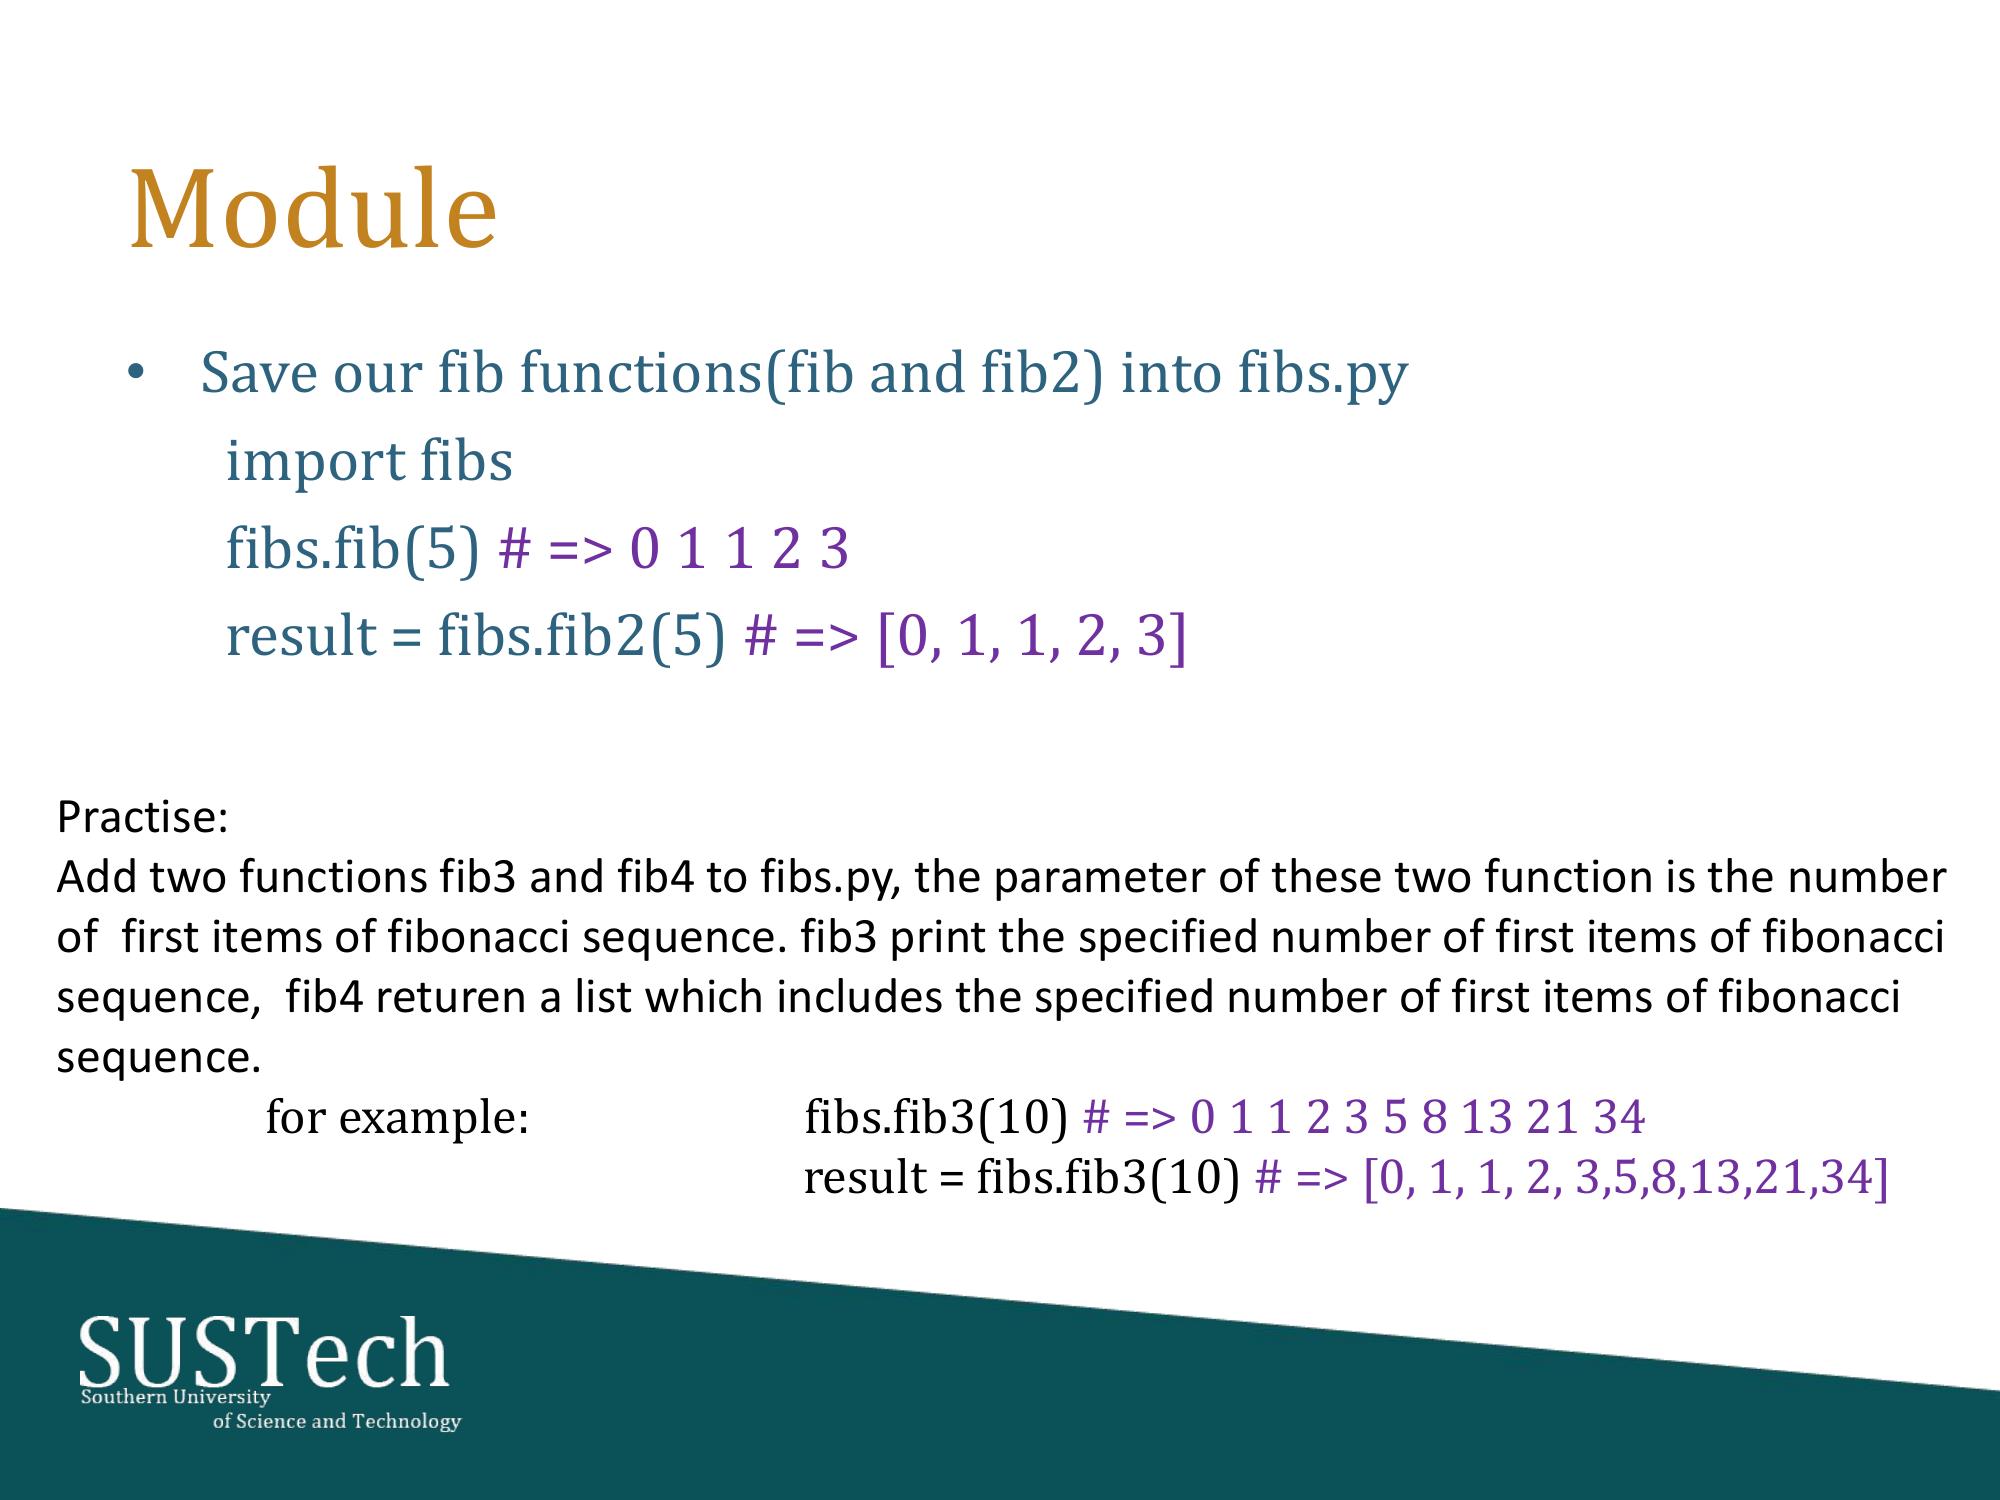 Module
• Save our fib functions(fib and fib2) into fibs.py
import fibs
fibs.fib(5) # => 0 1 1 2 3
result = fibs.fib2(5) # => [0, 1, 1, 2, 3]
Practise:
Add two functions fib3 and fib4 to fibs.py, the parameter of these two function is the number
of  first items of fibonacci sequence. fib3 print the specified number of first items of fibonacci
sequence,  fib4 returen a list which includes the specified number of first items of fibonacci
sequence.
for example: fibs.fib3(10) # => 0 1 1 2 3 5 8 13 21 34
result = fibs.fib3(10) # => [0, 1, 1, 2, 3,5,8,13,21,34]
SUSTech
Southern University
of Science and Technology